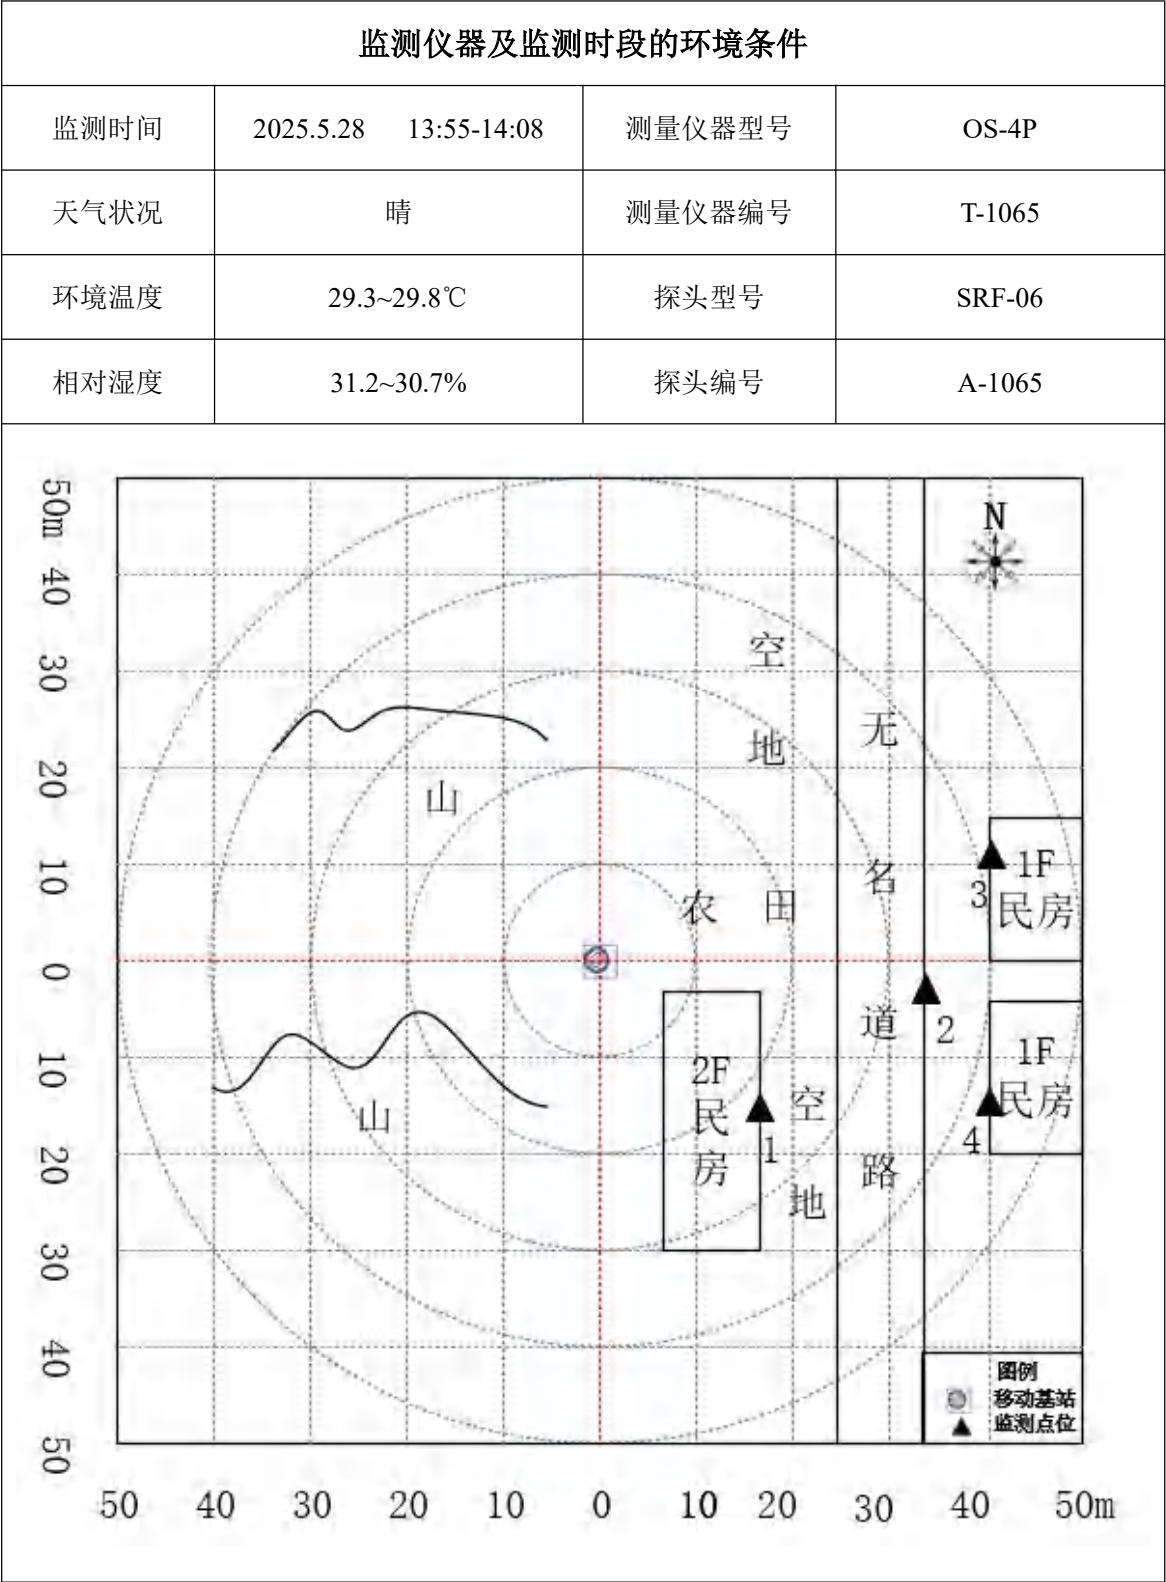 监测仪器及监测时段的环境条件
监测时间 2025.5.28 13:55-14:08 测量仪器型号 OS-4P
天气状况 晴 测量仪器编号 T-1065
环境温度 29.3~29.8℃ 探头型号 SRF-06
相对湿度 31.2~30.7% 探头编号 A-1065
50m
40
30
20
10
0
10
20
30
40
50
N
空地
无名道路
山
农田
1F
民房
3
2
1F
民房
4
2F
民房
1
空地
山
图例
移动基站
监测点位
50 40 30 20 10 0 10 20 30 40 50m